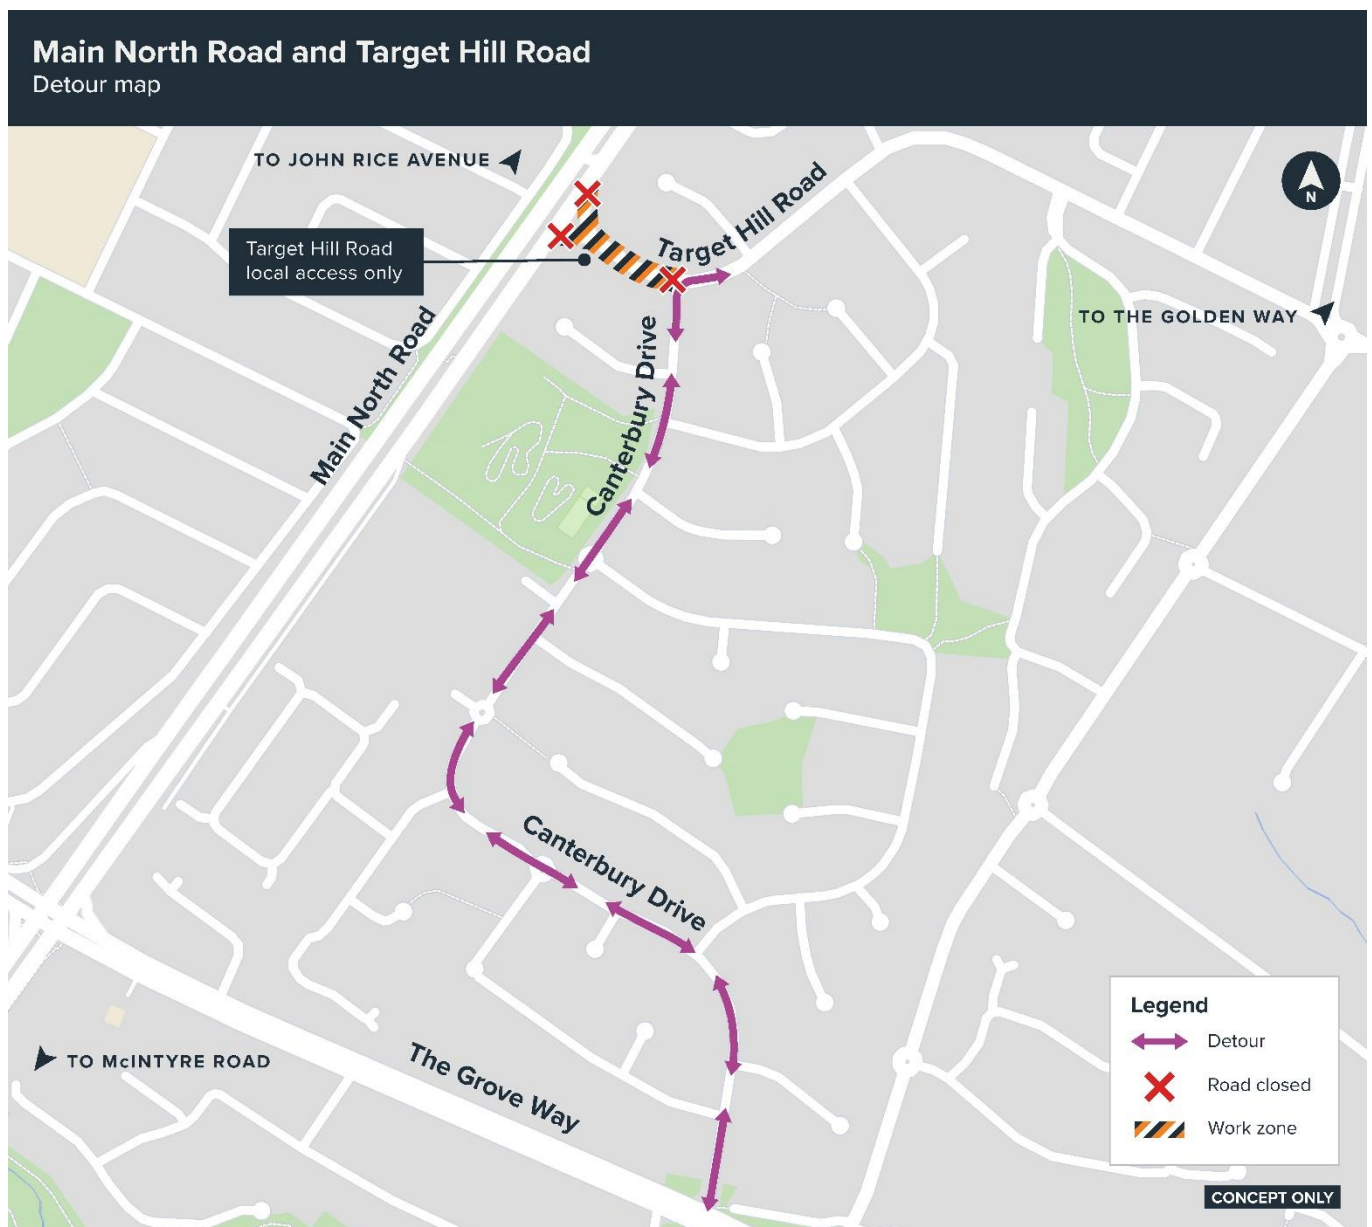 Main North Road and Target Hill Road
Detour map
TO JOHN RICE AVENUE
Target Hill Road
Target Hill Road
local access only
N
TO THE GOLDEN WAY
Main North Road
Canterbury Drive
Canterbury Drive
Legend
Detour
TO McINTYRE ROAD
The Grove Way
Road closed
Work zone
CONCEPT ONLY